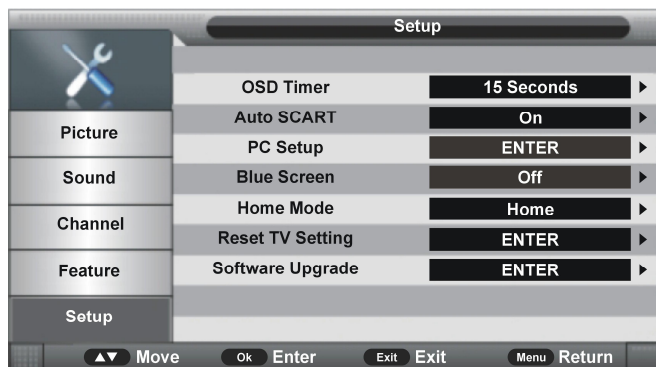 Setup
OSD Timer 15 Seconds
Auto SCART On
PC Setup ENTER
Blue Screen Off
Home Mode Home
Reset TV Setting ENTER
Software Upgrade ENTER
Picture
Sound
Channel
Feature
Setup
▲▼ Move Ok Enter Exit Exit Menu Return